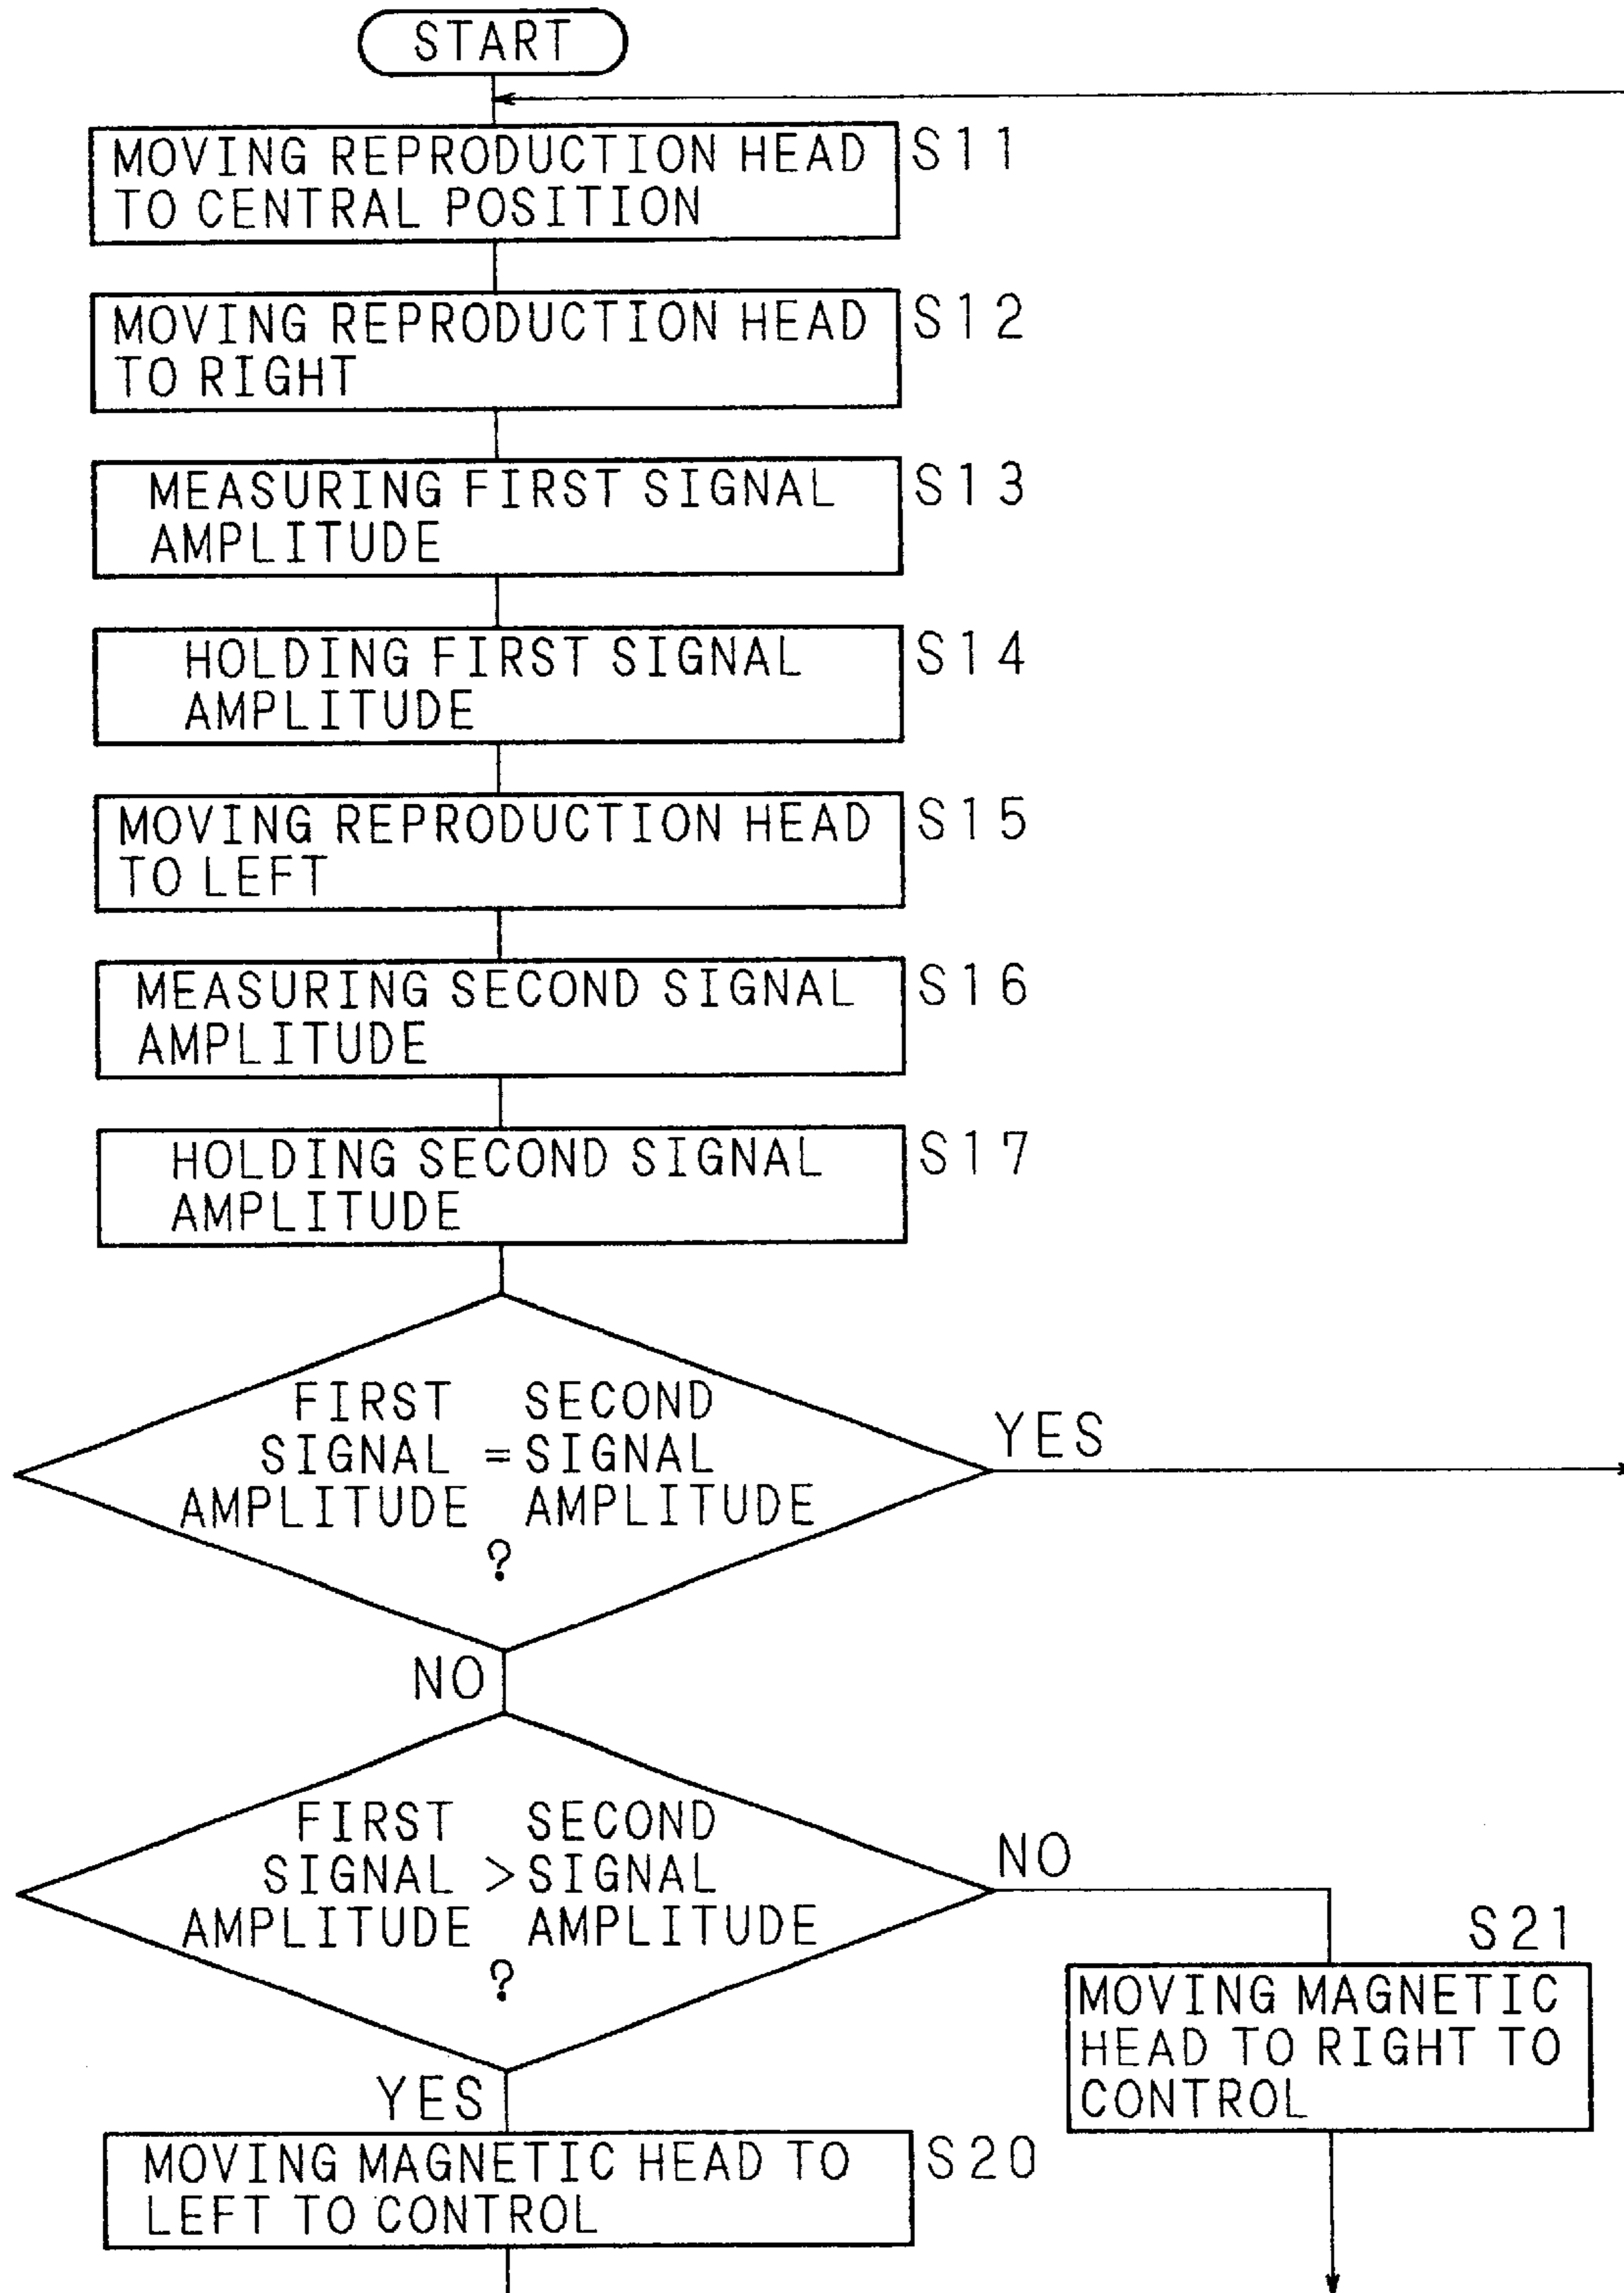 START
MOVING REPRODUCTION HEAD S11
TO CENTRAL POSITION
MOVING REPRODUCTION HEAD S12
TO RIGHT
MEASURING FIRST SIGNAL S13
AMPLITUDE
HOLDING FIRST SIGNAL S14
AMPLITUDE
MOVING REPRODUCTION HEAD S15
TO LEFT
MEASURING SECOND SIGNAL S16
AMPLITUDE
HOLDING SECOND SIGNAL S17
AMPLITUDE
FIRST SECOND
SIGNAL = SIGNAL
AMPLITUDE AMPLITUDE
?
YES
NO
FIRST SECOND
SIGNAL > SIGNAL
AMPLITUDE AMPLITUDE
?
NO
S21
MOVING MAGNETIC
HEAD TO RIGHT TO
CONTROL
YES
MOVING MAGNETIC HEAD TO S20
LEFT TO CONTROL